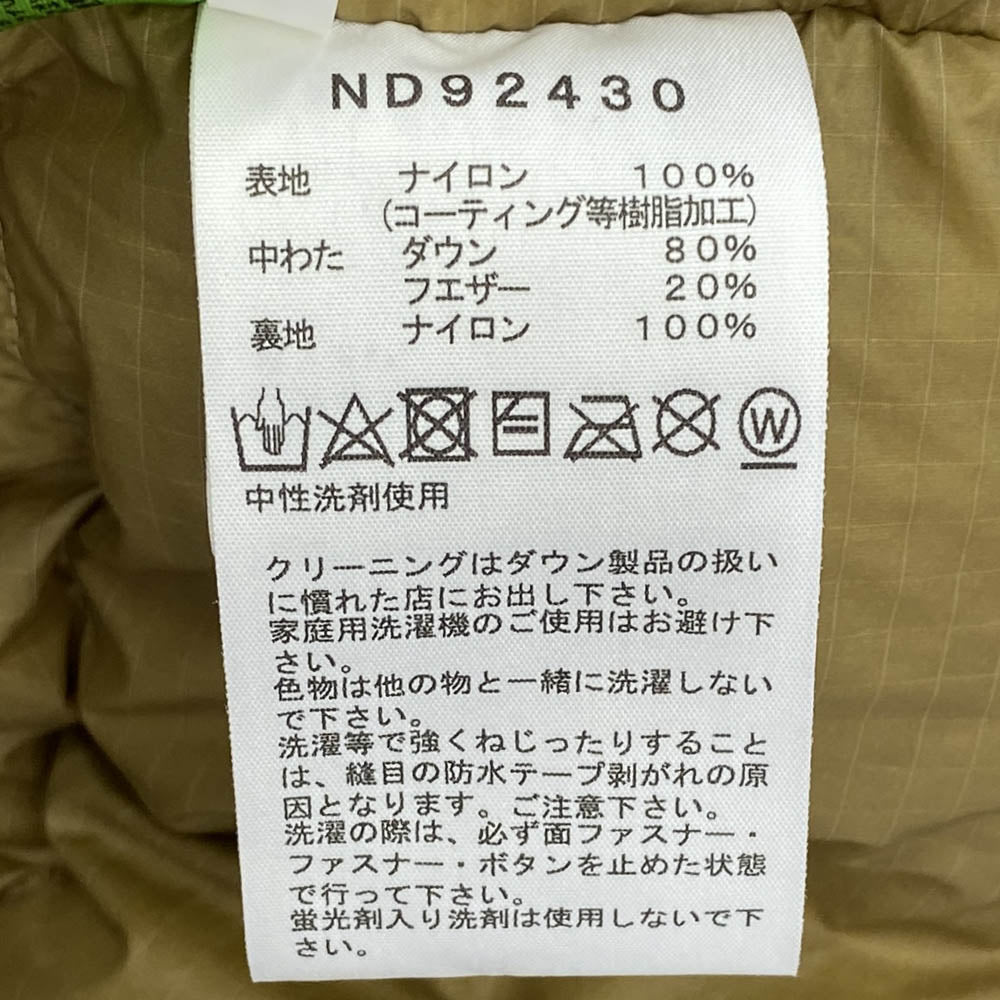 ND92430
表地 ナイロン 100%
(コーティング等樹脂加工)
中わた ダウン 80%
フエザー 20%
裏地 ナイロン 100%
W
中性洗剤使用
クリーニングはダウン製品の扱い
に慣れた店にお出し下さい。
家庭用洗濯機のご使用はお避け下
さい。
色物は他の物と一緒に洗濯しない
で下さい。
洗濯等で強くねじったりすること
は、縫目の防水テープ剥がれの原
因となります。ご注意下さい。
洗濯の際は、必ず面ファスナー・
ファスナー・ボタンを止めた状態
で行って下さい。
蛍光剤入り洗剤は使用しないで下
さい。